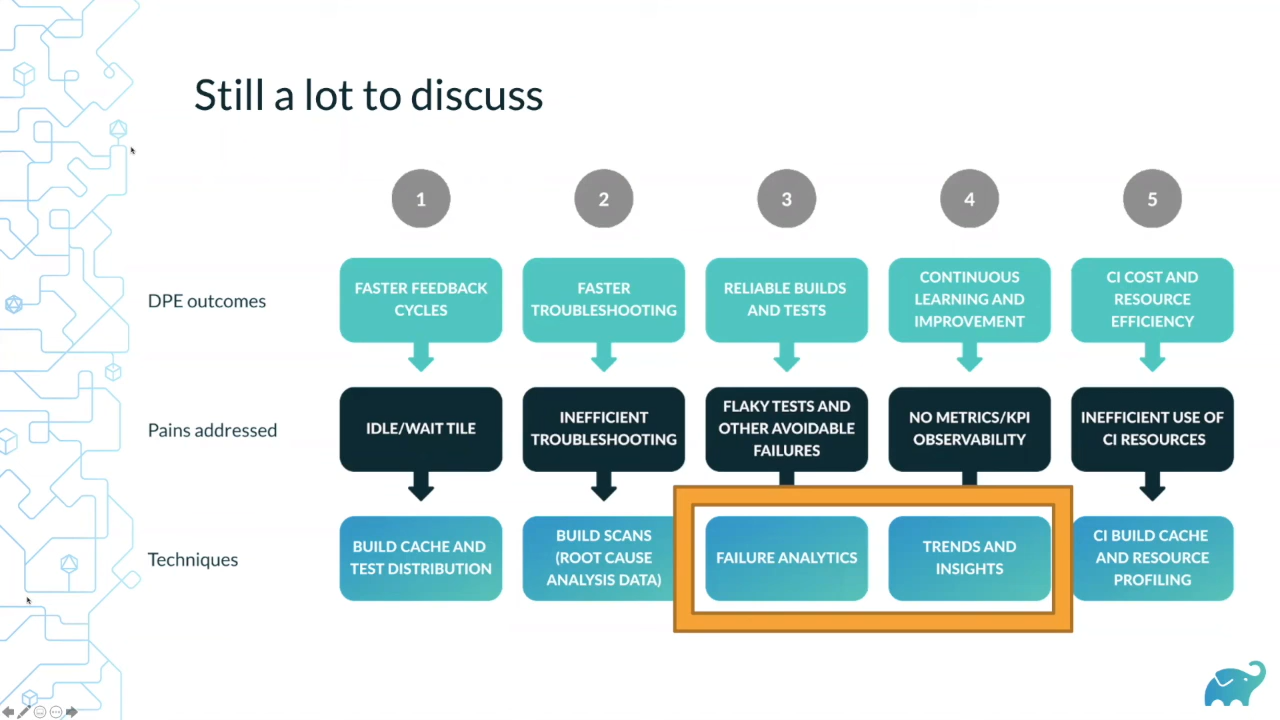 Still a lot to discuss
1
2
3
4
5
DPE outcomes
FASTER FEEDBACK
CYCLES
FASTER
TROUBLESHOOTING
RELIABLE BUILDS
AND TESTS
CONTINUOUS
LEARNING AND
IMPROVEMENT
CI COST AND
RESOURCE
EFFICIENCY
Pains addressed
IDLE/WAIT TILE
INEFFICIENT
TROUBLESHOOTING
FLAKY TESTS AND
OTHER AVOIDABLE
FAILURES
NO METRICS/KPI
OBSERVABILITY
INEFFICIENT USE OF
CI RESOURCES
Techniques
BUILD CACHE AND
TEST DISTRIBUTION
BUILD SCANS
(ROOT CAUSE
ANALYSIS DATA)
FAILURE ANALYTICS
TRENDS AND
INSIGHTS
CI BUILD CACHE
AND RESOURCE
PROFILING